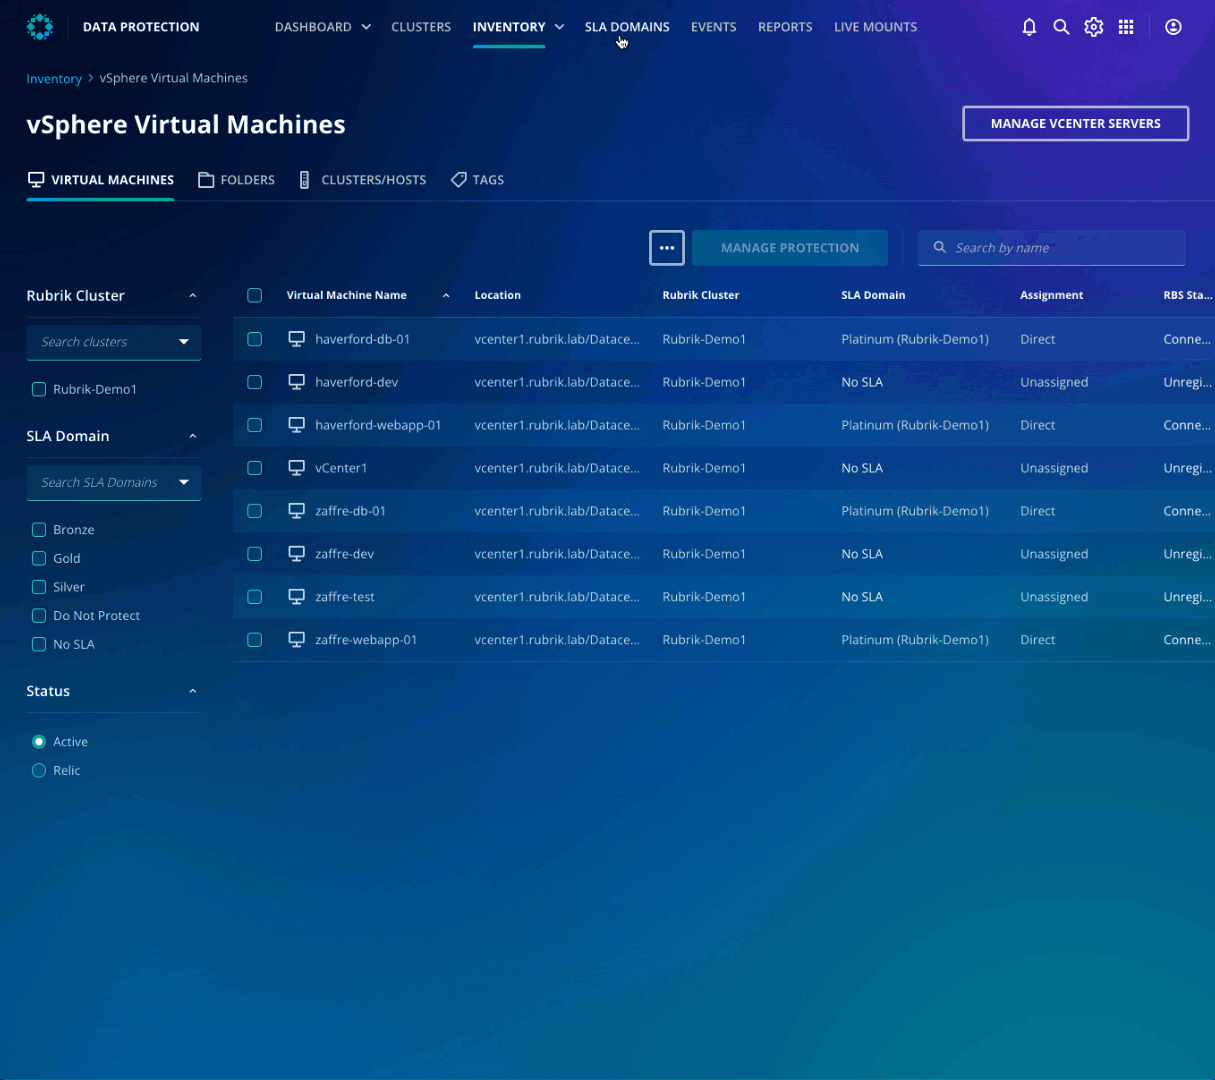 DATA PROTECTION DASHBOARD CLUSTERS INVENTORY SLA DOMAINS EVENTS REPORTS LIVE MOUNTS
Inventory > vSphere Virtual Machines
vSphere Virtual Machines
MANAGE VCENTER SERVERS
VIRTUAL MACHINES FOLDERS CLUSTERS/HOSTS TAGS
... MANAGE PROTECTION Search by name
Rubrik Cluster
Search clusters
Rubrik-Demo1
SLA Domain
Search SLA Domains
Bronze
Gold
Silver
Do Not Protect
No SLA
Status
Active
Relic
Virtual Machine Name Location Rubrik Cluster SLA Domain Assignment RBS Sta...
haverford-db-01 vcenter1.rubrik.lab/Datace... Rubrik-Demo1 Platinum (Rubrik-Demo1) Direct Conne...
haverford-dev vcenter1.rubrik.lab/Datace... Rubrik-Demo1 No SLA Unassigned Unregi...
haverford-webapp-01 vcenter1.rubrik.lab/Datace... Rubrik-Demo1 Platinum (Rubrik-Demo1) Direct Conne...
vCenter1 vcenter1.rubrik.lab/Datace... Rubrik-Demo1 No SLA Unassigned Unregi...
zaffre-db-01 vcenter1.rubrik.lab/Datace... Rubrik-Demo1 Platinum (Rubrik-Demo1) Direct Conne...
zaffre-dev vcenter1.rubrik.lab/Datace... Rubrik-Demo1 No SLA Unassigned Unregi...
zaffre-test vcenter1.rubrik.lab/Datace... Rubrik-Demo1 No SLA Unassigned Unregi...
zaffre-webapp-01 vcenter1.rubrik.lab/Datace... Rubrik-Demo1 Platinum (Rubrik-Demo1) Direct Conne...